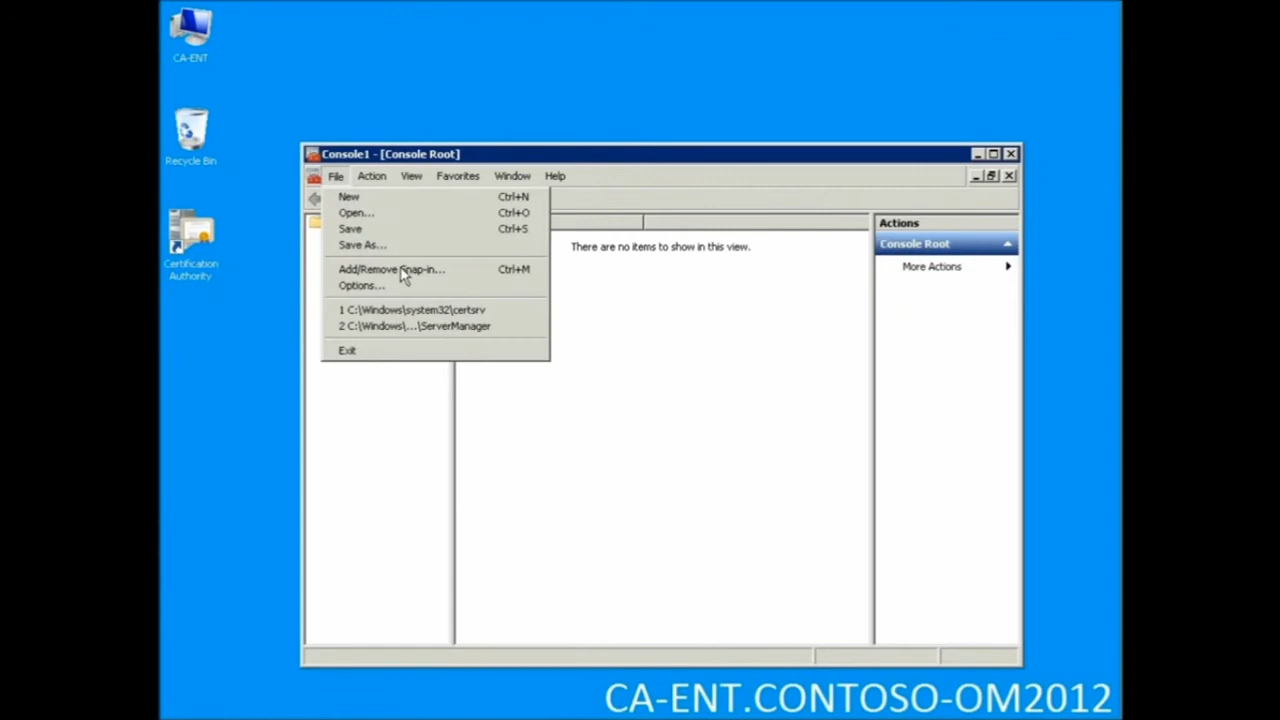 CA-ENT
Recycle Bin
Certification
Authority
Console1 - [Console Root]
File Action View Favorites Window Help
New Ctrl+N
Open... Ctrl+O
Save Ctrl+S
Save As...
Add/Remove Snap-in... Ctrl+M
Options...
1 C:\Windows\system32\certsrv
2 C:\Windows\...\ServerManager
Exit
There are no items to show in this view.
Actions
Console Root
More Actions
CA-ENT.CONTOSO-OM2012